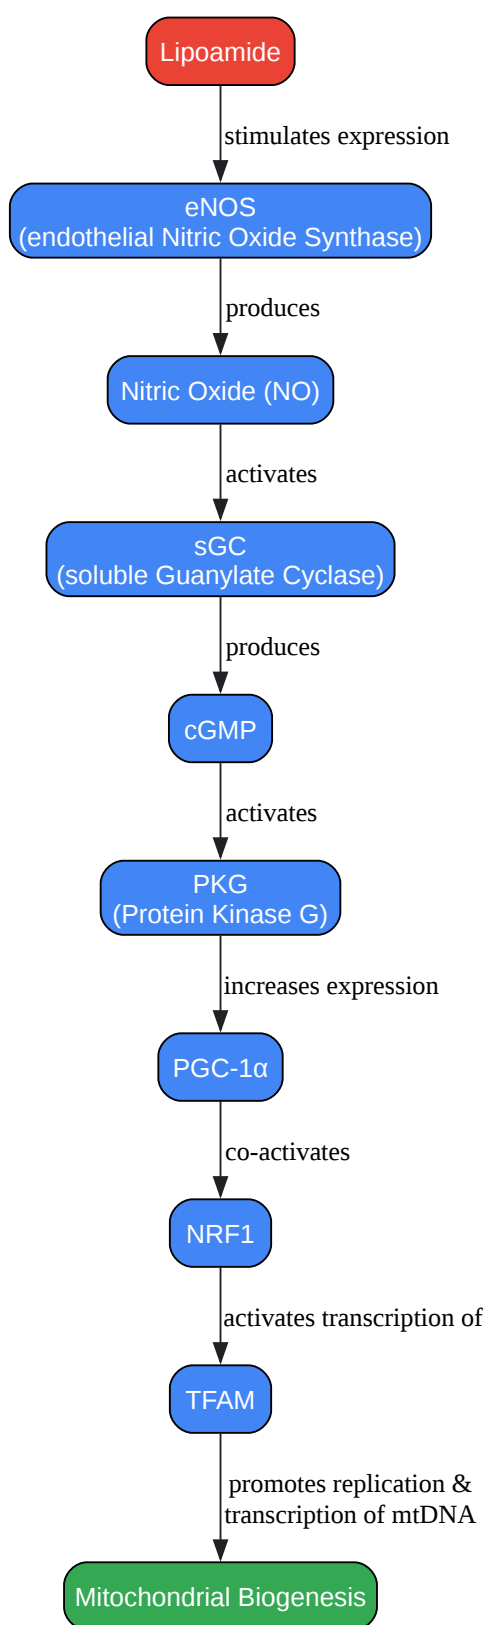 Lipoamide
stimulates expression
eNOS
(endothelial Nitric Oxide Synthase)
produces
Nitric Oxide (NO)
activates
sGC
(soluble Guanylate Cyclase)
produces
cGMP
activates
PKG
(Protein Kinase G)
increases expression
PGC-1α
co-activates
NRF1
activates transcription of
TFAM
promotes replication &
transcription of mtDNA
Mitochondrial Biogenesis